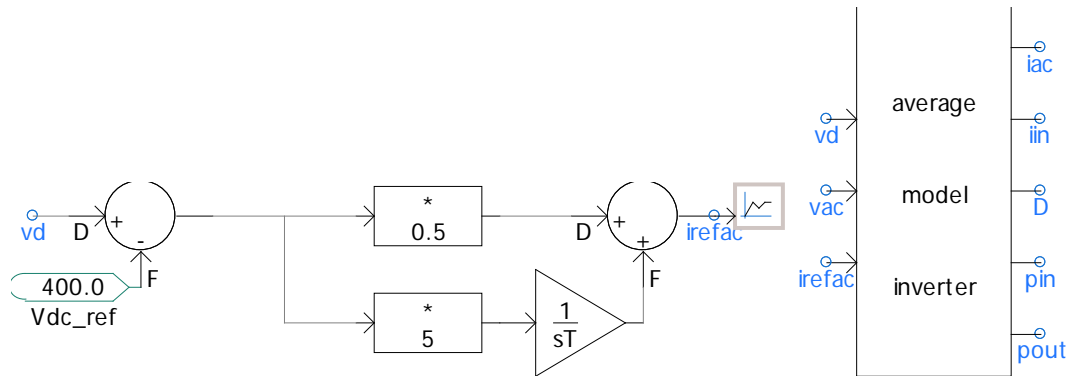 vd
D
+
-
F
400.0
Vdc_ref
*
0.5
*
5
1
sT
D
+
+
F
irefac
vd
vac
irefac
average
model
inverter
iac
iin
D
pin
pout